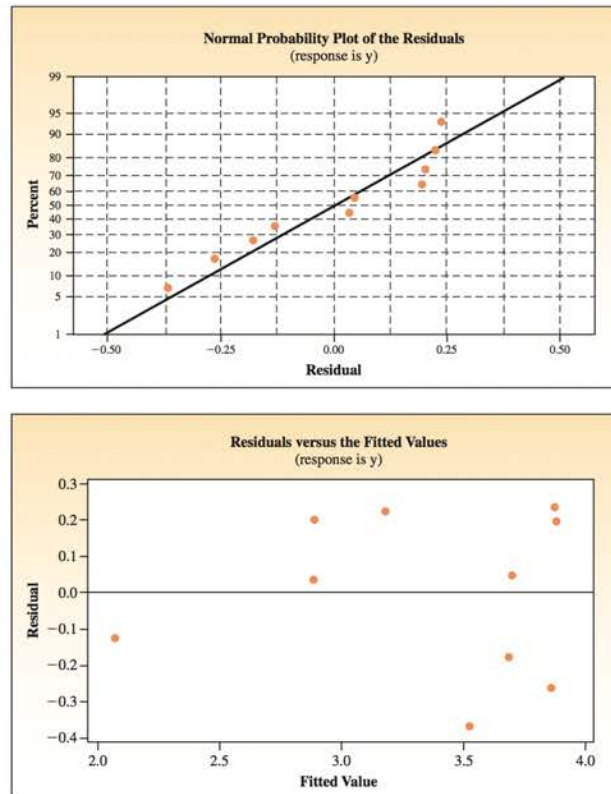 Normal Probability Plot of the Residuals
(response is y)
99
95
90
80
70
60
50
40
30
20
10
5
1
Percent
−0.50 −0.25 0.00 0.25 0.50
Residual
Residuals versus the Fitted Values
(response is y)
0.3
0.2
0.1
0.0
−0.1
−0.2
−0.3
−0.4
Residual
2.0 2.5 3.0 3.5 4.0
Fitted Value